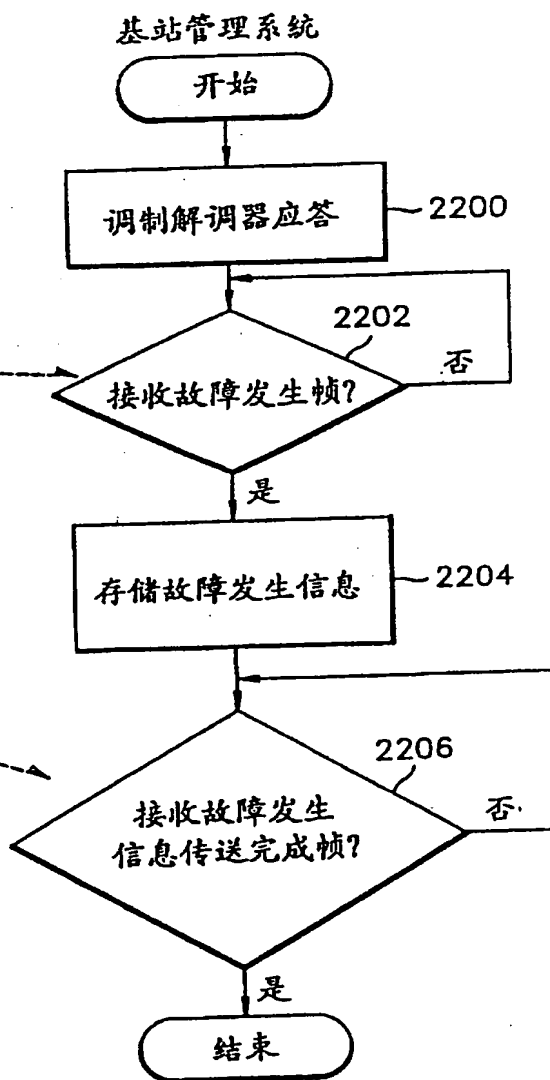 基站管理系统
开始
调制解调器应答
2200
2202
接收故障发生帧?
否
是
存储故障发生信息
2204
2206
接收故障发生
信息传送完成帧?
否
是
结束